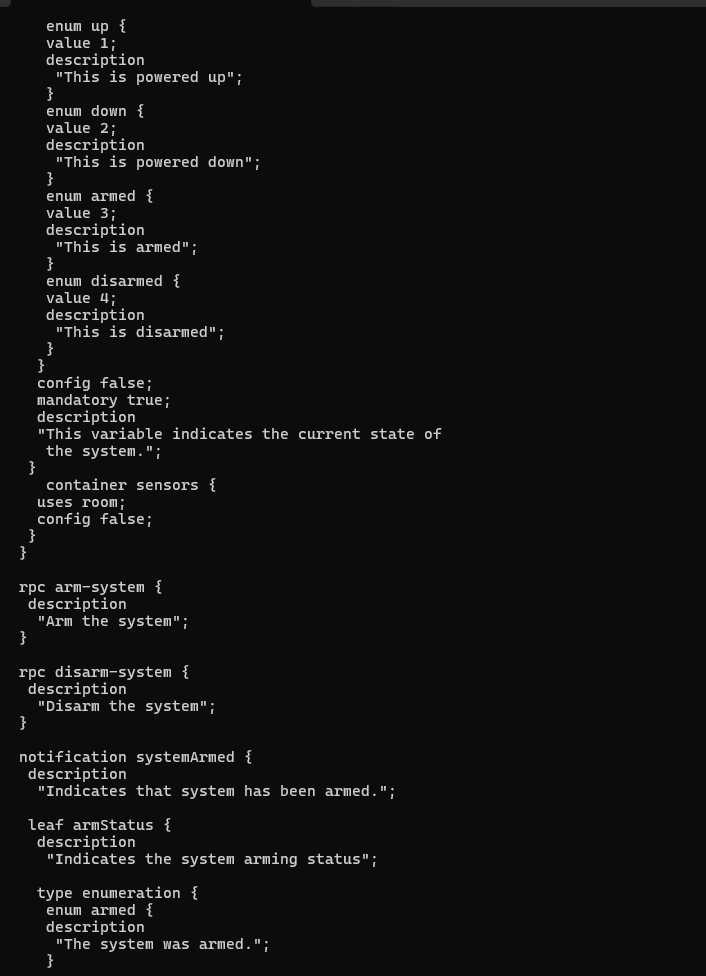 enum up {
value 1;
description
"This is powered up";
}
enum down {
value 2;
description
"This is powered down";
}
enum armed {
value 3;
description
"This is armed";
}
enum disarmed {
value 4;
description
"This is disarmed";
}
}
config false;
mandatory true;
description
"This variable indicates the current state of
the system.";
}
container sensors {
uses room;
config false;
}
}
rpc arm-system {
description
"Arm the system";
}
rpc disarm-system {
description
"Disarm the system";
}
notification systemArmed {
description
"Indicates that system has been armed.";
leaf armStatus {
description
"Indicates the system arming status";
type enumeration {
enum armed {
description
"The system was armed.";
}